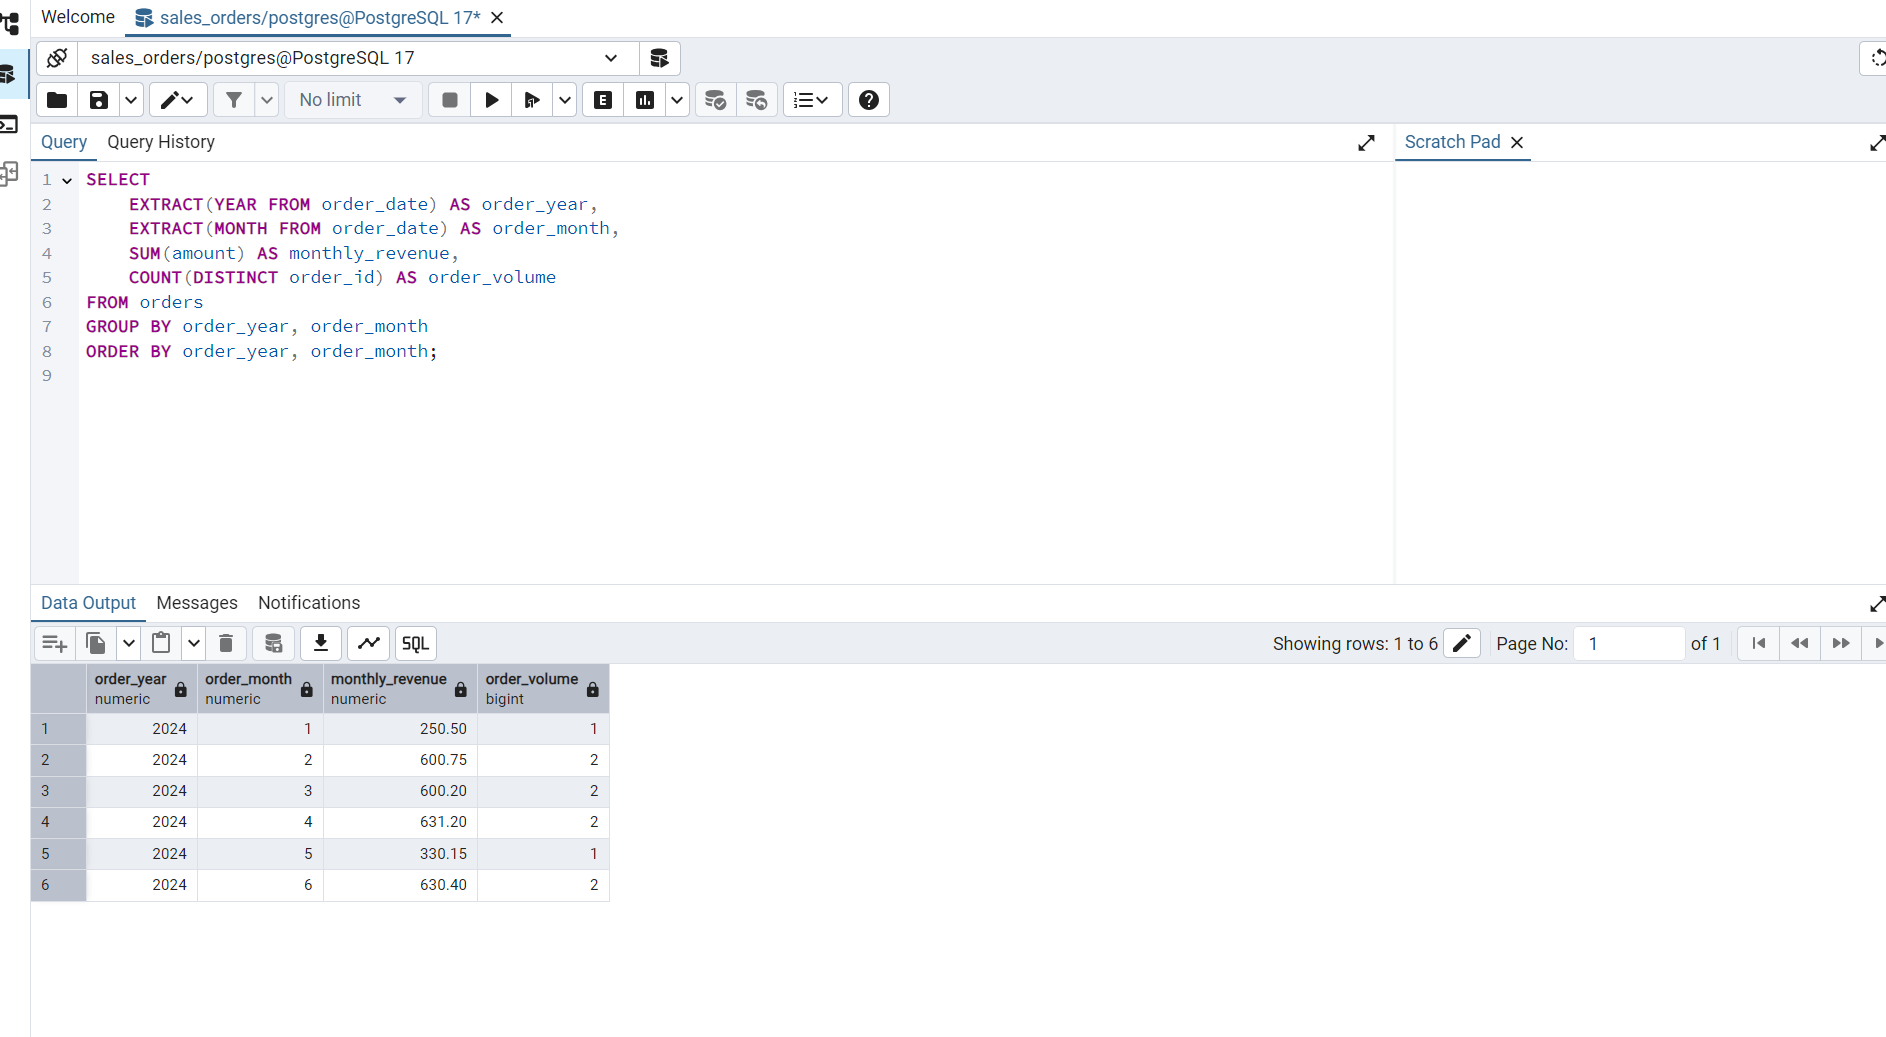 Welcome
sales_orders/postgres@PostgreSQL 17*
sales_orders/postgres@PostgreSQL 17
No limit
E
Query
Query History
Scratch Pad
1 SELECT
2 EXTRACT(YEAR FROM order_date) AS order_year,
3 EXTRACT(MONTH FROM order_date) AS order_month,
4 SUM(amount) AS monthly_revenue,
5 COUNT(DISTINCT order_id) AS order_volume
6 FROM orders
7 GROUP BY order_year, order_month
8 ORDER BY order_year, order_month;
9
Data Output Messages Notifications
SQL
Showing rows: 1 to 6
Page No: 1 of 1
order_year order_month monthly_revenue order_volume
numeric numeric numeric bigint
1 2024 1 250.50 1
2 2024 2 600.75 2
3 2024 3 600.20 2
4 2024 4 631.20 2
5 2024 5 330.15 1
6 2024 6 630.40 2